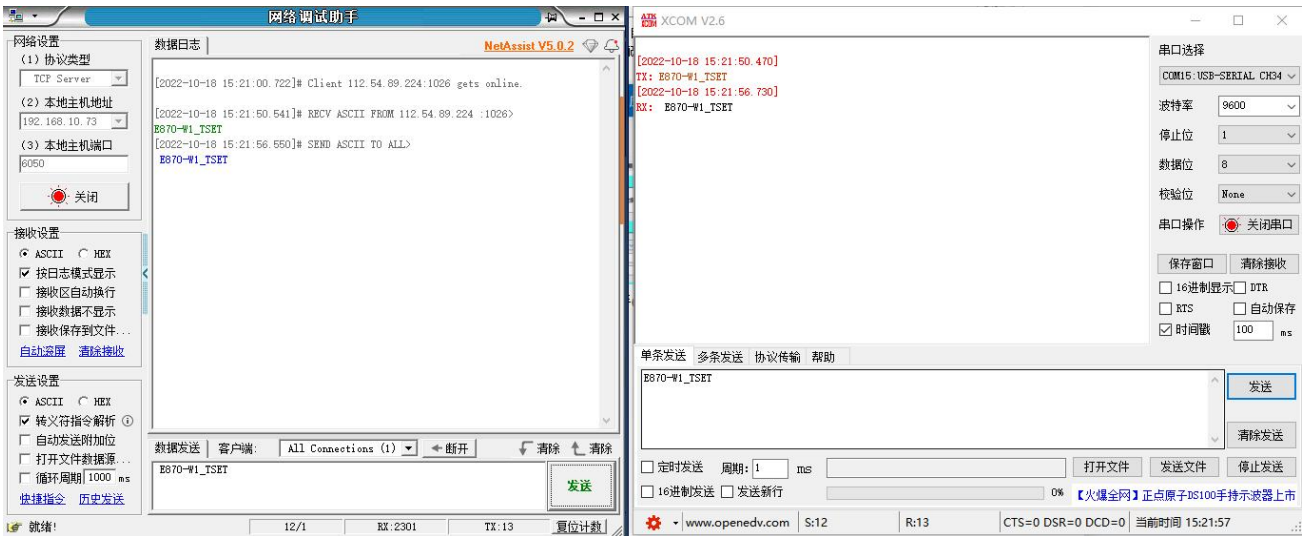 网络调试助手
网络设置
(1) 协议类型
TCP Server
(2) 本地主机地址
192.168.10.73
(3) 本地主机端口
6050
关闭
接收设置
ASCII HEX
按日志模式显示
接收区自动换行
接收数据不显示
接收保存到文件...
自动滚屏 清除接收
发送设置
ASCII HEX
转义符指令解析
自动发送附加位
打开文件数据源...
循环周期 1000 ms
快捷指令 历史发送
数据日志
NetAssist V5.0.2
[2022-10-18 15:21:00.722]# Client 112.54.89.224:1026 gets online.
[2022-10-18 15:21:50.541]# RECV ASCII FROM 112.54.89.224 :1026>
E870-W1_TSET
[2022-10-18 15:21:56.550]# SEND ASCII TO ALL>
E870-W1_TSET
数据发送 客户端: All Connections (1) 断开 清除 清除
E870-W1_TSET
发送
就绪! 12/1 RX:2301 TX:13 复位计数
ATK
XCOM V2.6
[2022-10-18 15:21:50.470]
TX: E870-W1_TSET
[2022-10-18 15:21:56.730]
RX: E870-W1_TSET
串口选择
COM15:USB-SERIAL CH34
波特率 9600
停止位 1
数据位 8
校验位 None
串口操作 关闭串口
保存窗口 清除接收
16进制显示 DTR
RTS 自动保存
时间戳 100 ms
单条发送 多条发送 协议传输 帮助
E870-W1_TSET
发送
清除发送
定时发送 周期: 1 ms 打开文件 发送文件 停止发送
16进制发送 发送新行 0% 【火爆全网】正点原子DS100手持示波器上市
www.openedv.com S:12 R:13 CTS=0 DSR=0 DCD=0 当前时间 15:21:57